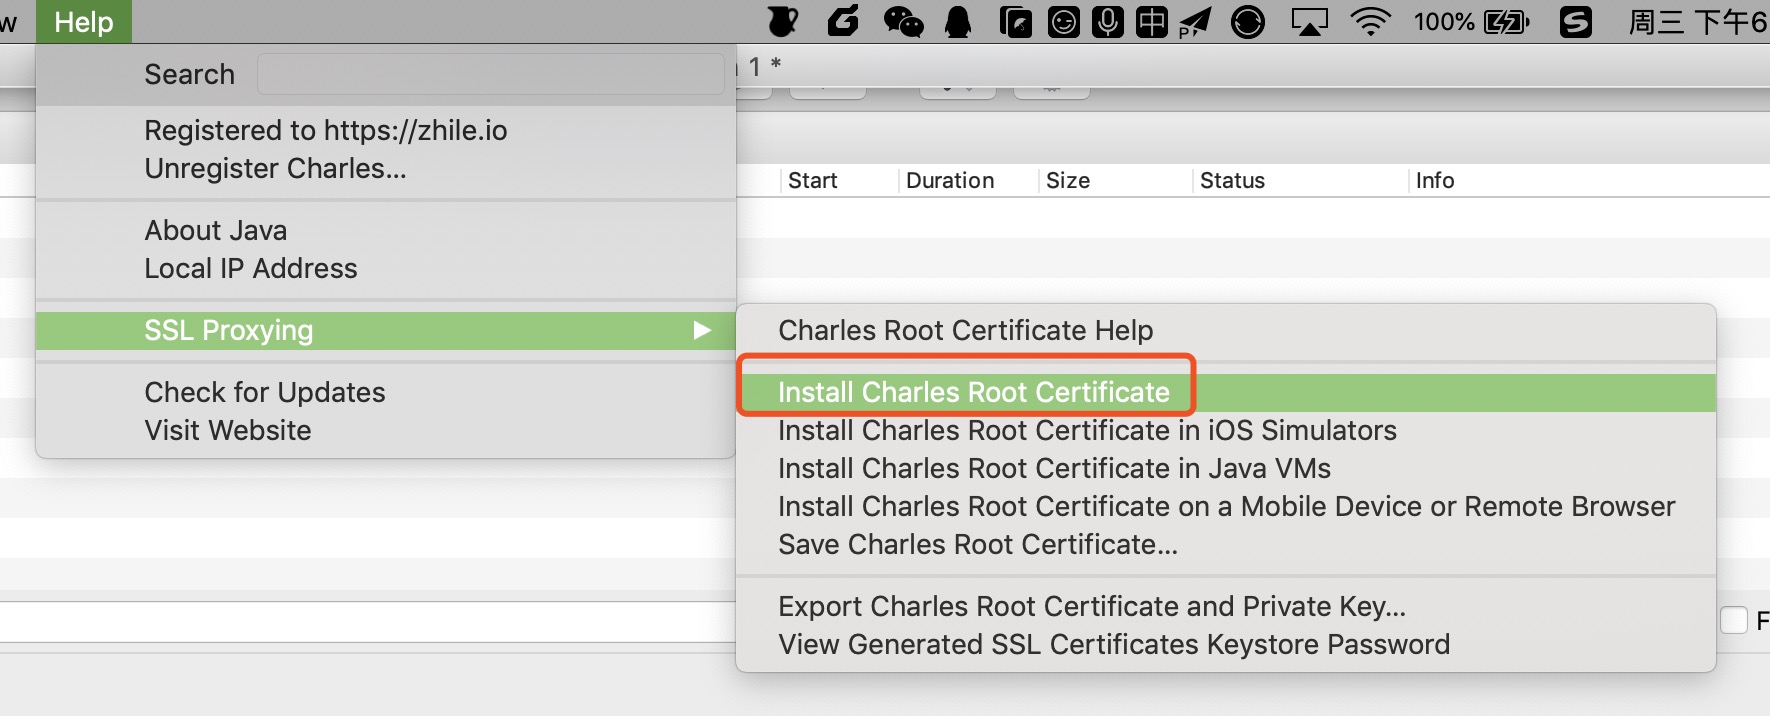 w Help 中 P 100% S 周三 下午6
Search
1 *
Registered to https://zhile.io
Unregister Charles...
Start Duration Size Status Info
About Java
Local IP Address
SSL Proxying
Charles Root Certificate Help
Check for Updates
Install Charles Root Certificate
Visit Website
Install Charles Root Certificate in iOS Simulators
Install Charles Root Certificate in Java VMs
Install Charles Root Certificate on a Mobile Device or Remote Browser
Save Charles Root Certificate...
Export Charles Root Certificate and Private Key...
F
View Generated SSL Certificates Keystore Password